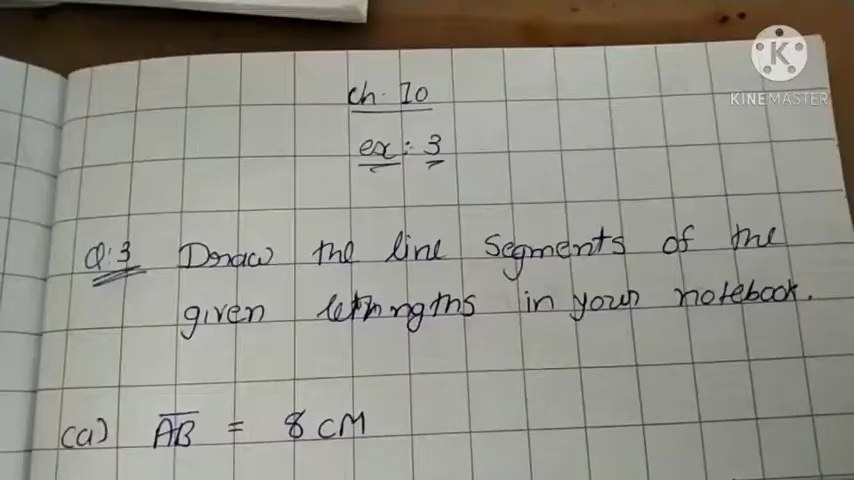 ch. 10
ex: 3
Q:3 Draw the line segments of the
given lethngths in your notebook.
(a) AB = 8 CM
K
KINEMASTER